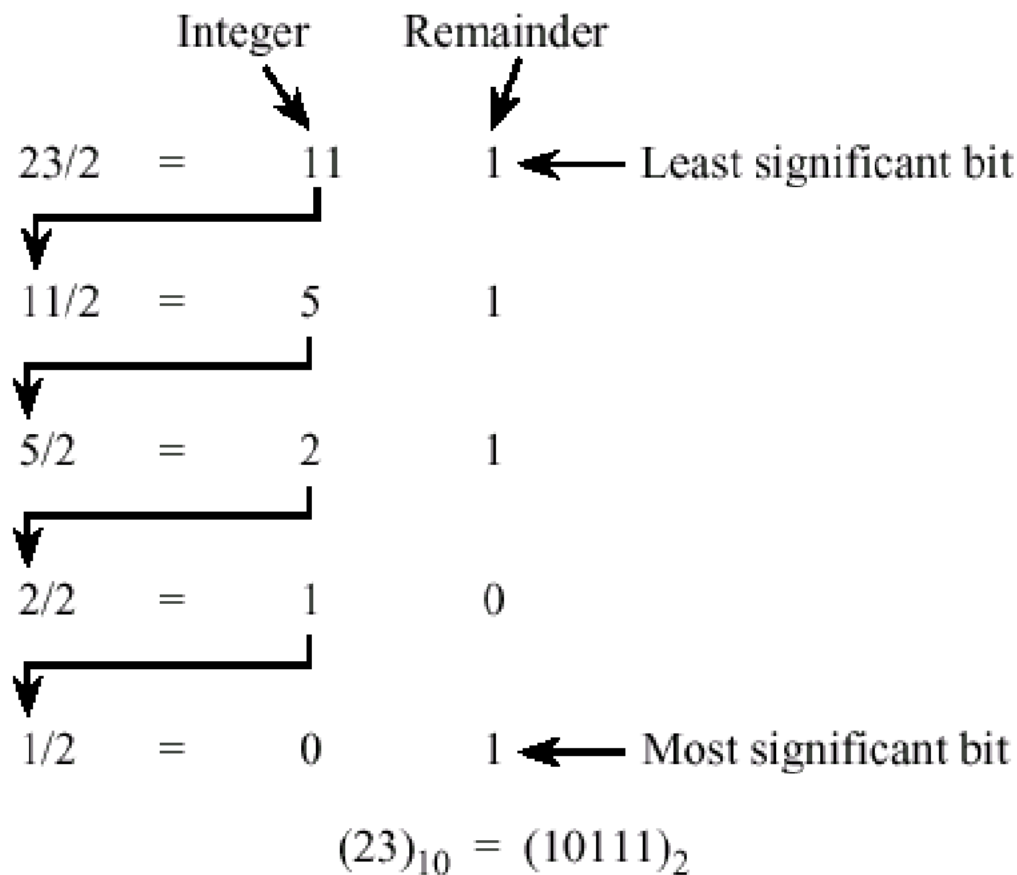 Integer Remainder
23/2 = 11 1 Least significant bit
11/2 = 5 1
5/2 = 2 1
2/2 = 1 0
1/2 = 0 1 Most significant bit
(23)₁₀ = (10111)₂